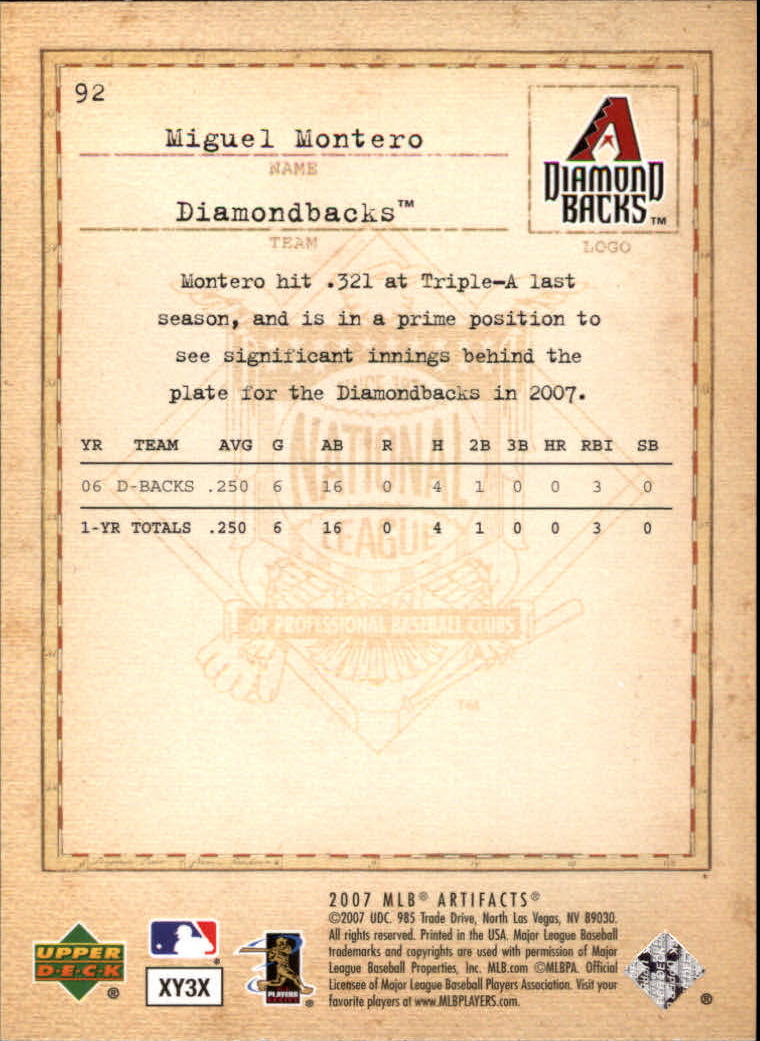 92
Miguel Montero
NAME
Diamondbacks™
TEAM
DIAMOND
BACKS™
LOGO
Montero hit .321 at Triple-A last
season, and is in a prime position to
see significant innings behind the
plate for the Diamondbacks in 2007.
YR TEAM AVG G AB R H 2B 3B HR RBI SB
06 D-BACKS .250 6 16 0 4 1 0 0 3 0
1-YR TOTALS .250 6 16 0 4 1 0 0 3 0
NATIONAL
LEAGUE
OF PROFESSIONAL BASEBALL CLUBS
TM
2007 MLB® ARTIFACTS®
©2007 UDC. 985 Trade Drive, North Las Vegas, NV 89030.
All rights reserved. Printed in the USA. Major League Baseball
trademarks and copyrights are used with permission of Major
League Baseball Properties, Inc. MLB.com ©MLBPA. Official
Licensee of Major League Baseball Players Association. Visit your
favorite players at www.MLBPLAYERS.com.
UPPER
D·E·C·K
®
XY3X
PLAYERS
®